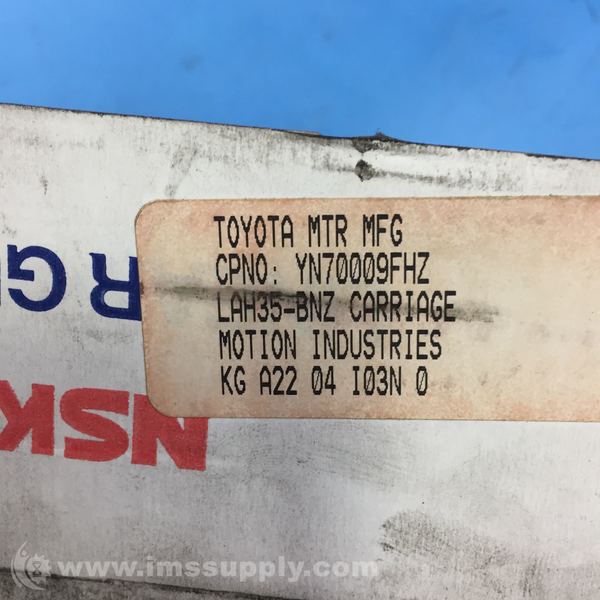 TOYOTA MTR MFG
CPNO: YN70009FHZ
LAH35-BNZ CARRIAGE
MOTION INDUSTRIES
KG A22 04 I03N 0
NSK
www.imssupply.com